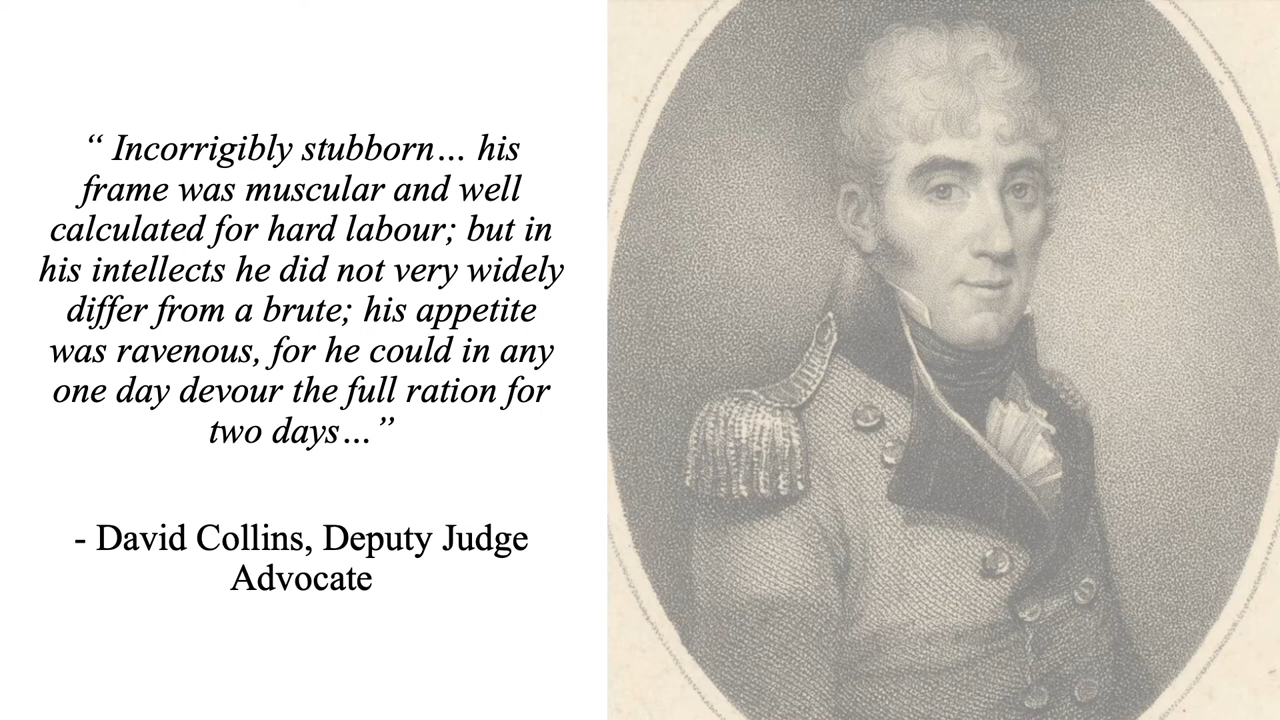 “ Incorrigibly stubborn… his
frame was muscular and well
calculated for hard labour; but in
his intellects he did not very widely
differ from a brute; his appetite
was ravenous, for he could in any
one day devour the full ration for
two days…”
- David Collins, Deputy Judge
Advocate